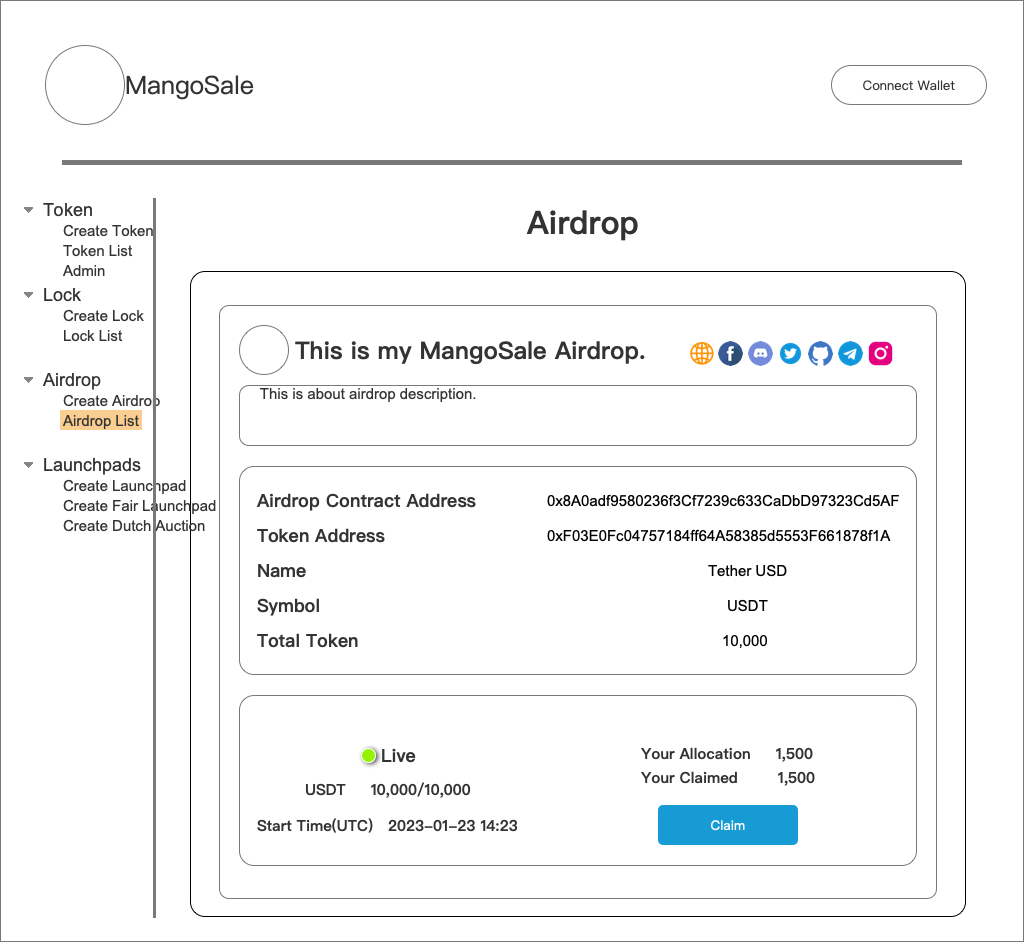 MangoSale
Connect Wallet
Token
Create Token
Token List
Admin
Lock
Create Lock
Lock List
Airdrop
Create Airdrop
Airdrop List
Launchpads
Create Launchpad
Create Fair Launchpad
Create Dutch Auction
Airdrop
This is my MangoSale Airdrop.
This is about airdrop description.
Airdrop Contract Address 0x8A0adf9580236f3Cf7239c633CaDbD97323Cd5AF
Token Address 0xF03E0Fc04757184ff64A58385d5553F661878f1A
Name Tether USD
Symbol USDT
Total Token 10,000
Live
USDT 10,000/10,000
Start Time(UTC) 2023–01–23 14:23
Your Allocation 1,500
Your Claimed 1,500
Claim